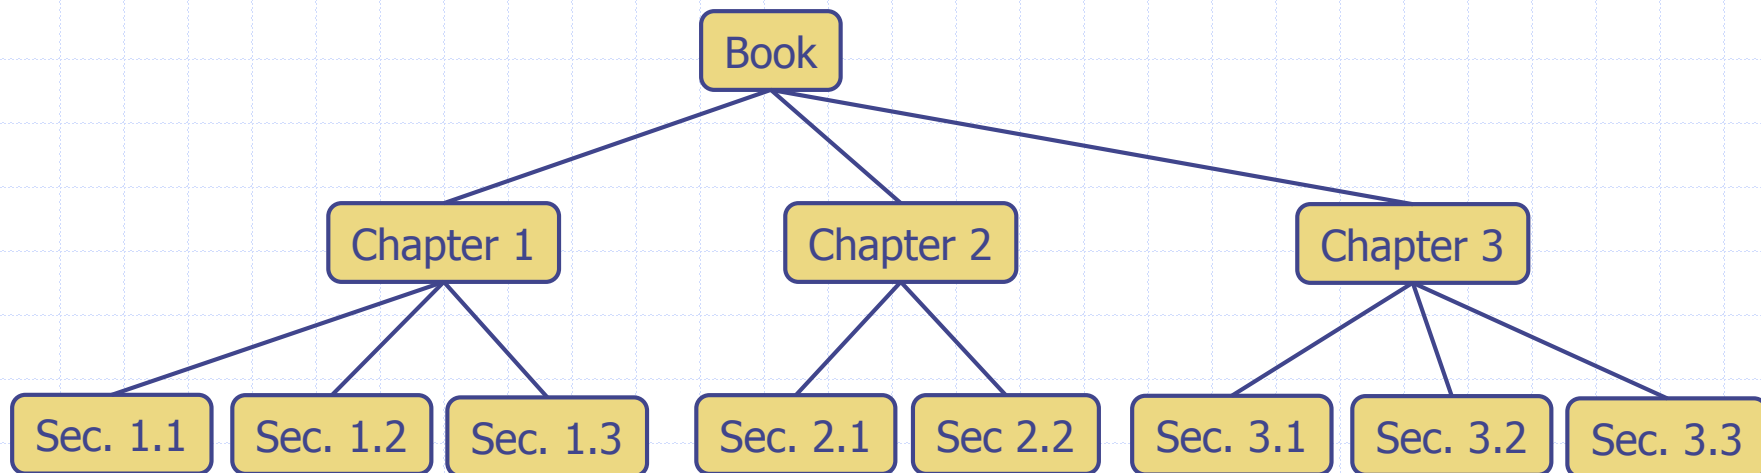 Book
Chapter 1
Chapter 2
Chapter 3
Sec. 1.1
Sec. 1.2
Sec. 1.3
Sec. 2.1
Sec 2.2
Sec. 3.1
Sec. 3.2
Sec. 3.3